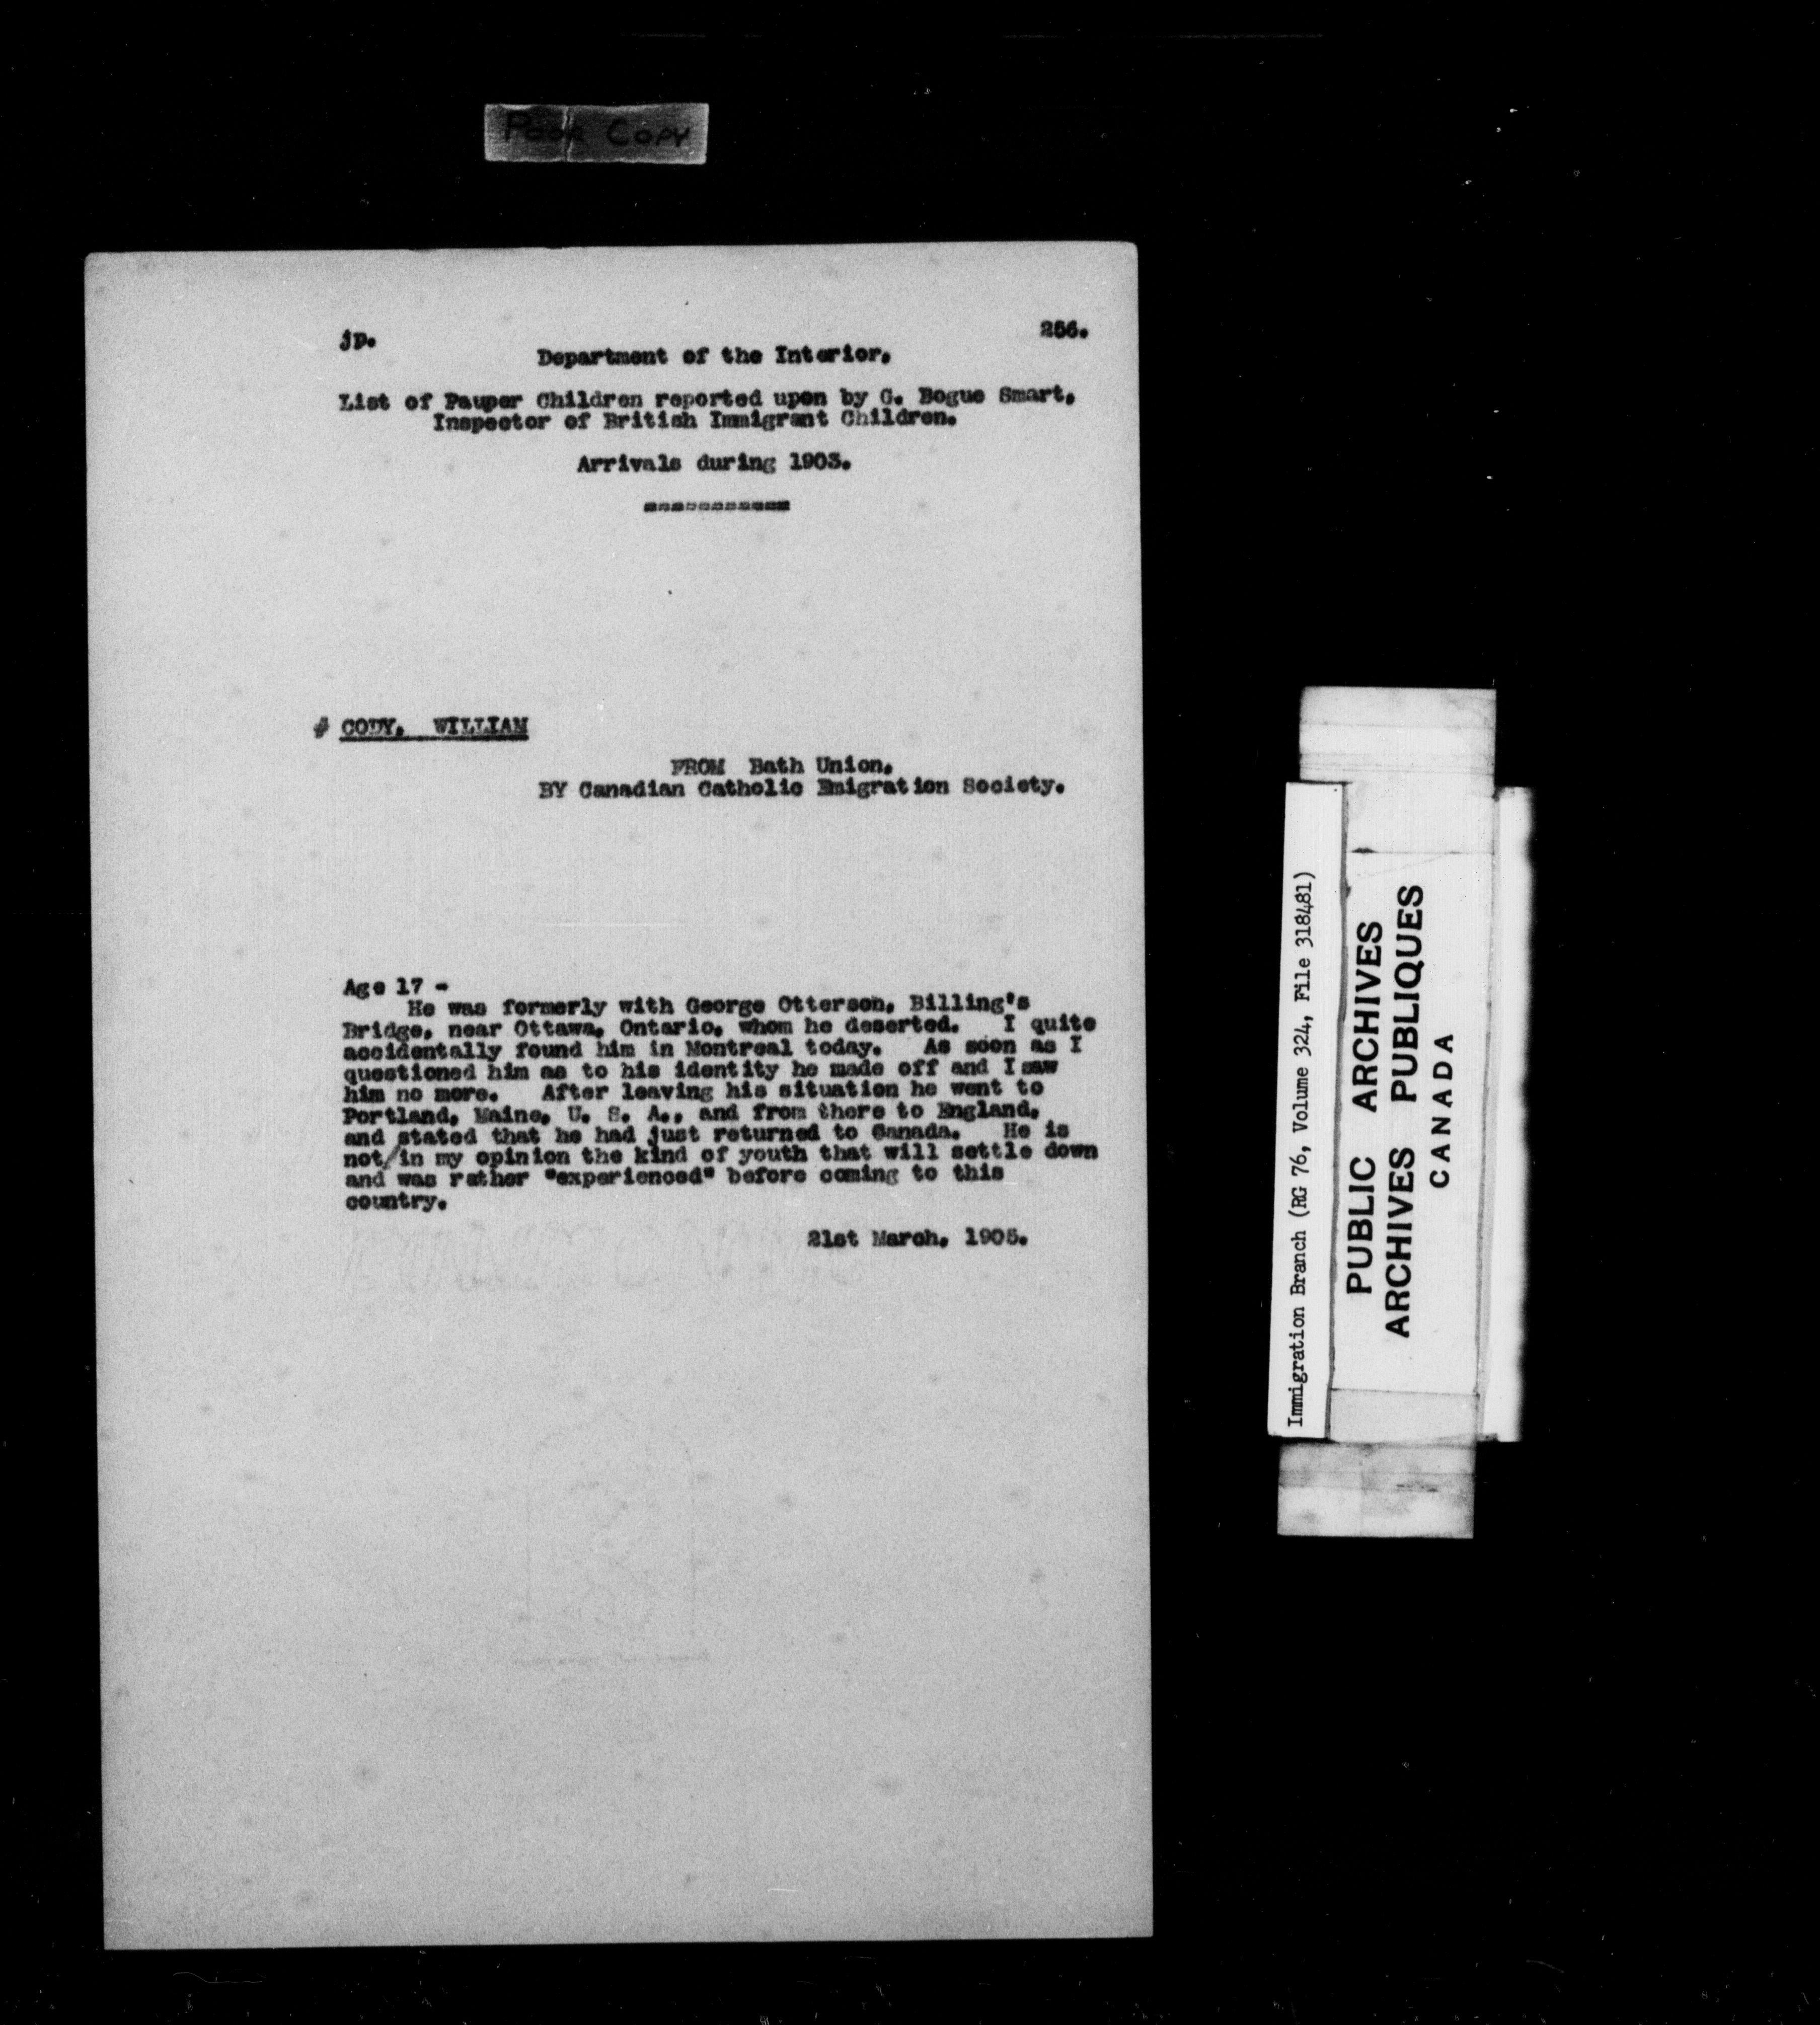 Poor Copy
jp.
256.
Department of the Interior.
List of Pauper Children reported upon by G. Bogue Smart,
Inspector of British Immigrant Children.
Arrivals during 1903.
============
# CODY, WILLIAM
FROM Bath Union.
BY Canadian Catholic Emigration Society.
Age 17 -
He was formerly with George Otterson, Billing's
Bridge, near Ottawa, Ontario, whom he deserted. I quite
accidentally found him in Montreal today. As soon as I
questioned him as to his identity he made off and I saw
him no more. After leaving his situation he went to
Portland, Maine, U. S. A., and from there to England,
and stated that he had just returned to Canada. He is
not/in my opinion the kind of youth that will settle down
and was rather "experienced" before coming to this
country.
21st March, 1905.
Immigration Branch (RG 76, Volume 324, File 318481)
PUBLIC ARCHIVES
ARCHIVES PUBLIQUES
CANADA